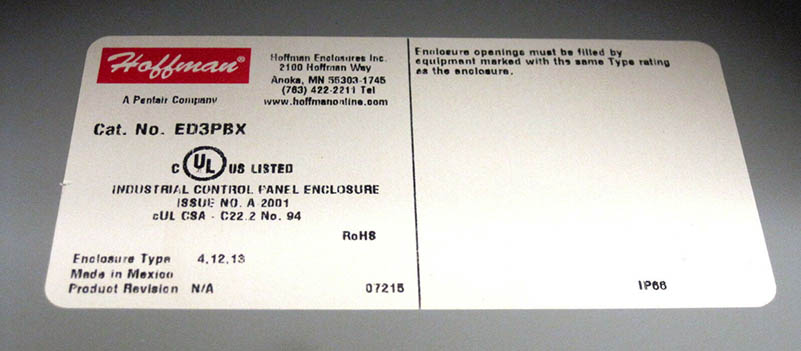 Hoffman®
A Pentair Company
Hoffman Enclosures Inc.
2100 Hoffman Way
Anoka, MN 55303-1745
(763) 422-2211 Tel
www.hoffmanonline.com
Cat. No. ED3PBX
C UL US LISTED
INDUSTRIAL CONTROL PANEL ENCLOSURE
ISSUE NO. A 2001
cUL CSA - C22.2 No. 94
RoHS
Enclosure Type 4,12,13
Made in Mexico
Product Revision N/A
07215
Enclosure openings must be filled by
equipment marked with the same Type rating
as the enclosure.
IP66